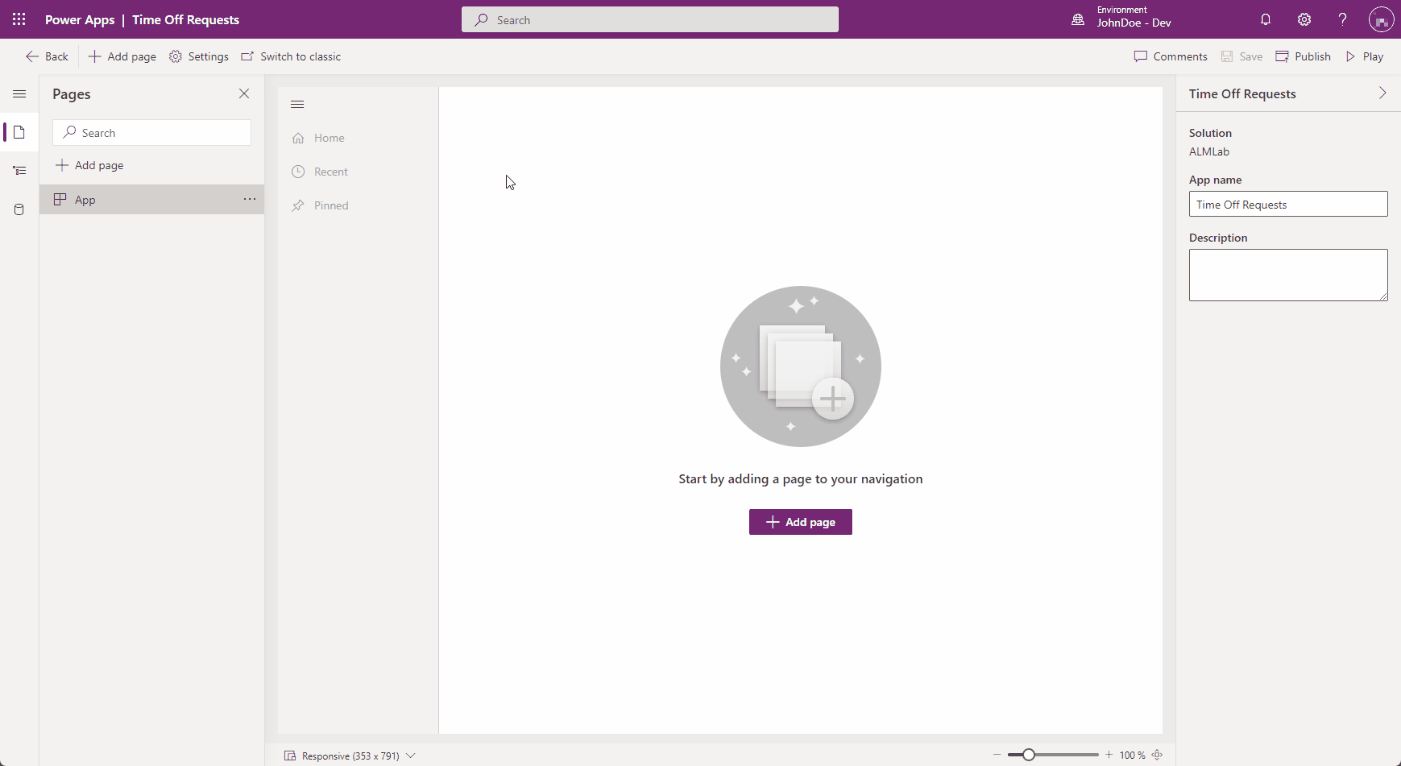 Power Apps | Time Off Requests
Search
Environment
JohnDoe - Dev
?
Back
Add page
Settings
Switch to classic
Comments
Save
Publish
Play
Pages
Search
Add page
App
Home
Recent
Pinned
Start by adding a page to your navigation
Add page
Time Off Requests
Solution
ALMLab
App name
Time Off Requests
Description
Responsive (353 x 791)
100 %